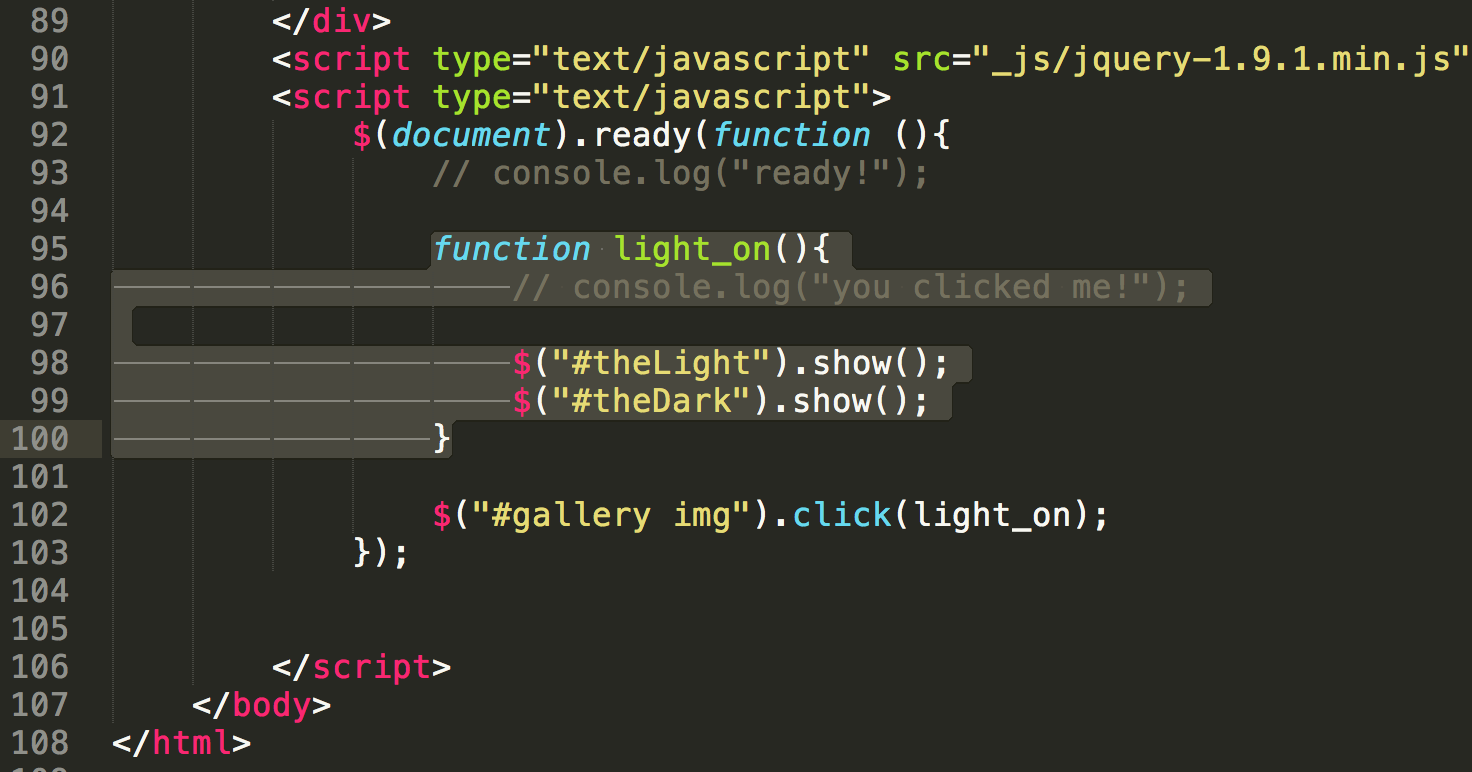 89 </div>
90 <script type="text/javascript" src="_js/jquery-1.9.1.min.js"
91 <script type="text/javascript">
92 $(document).ready(function (){
93 // console.log("ready!");
94
95 function light_on(){
96 // console.log("you clicked me!");
97
98 $("#theLight").show();
99 $("#theDark").show();
100 }
101
102 $("#gallery img").click(light_on);
103 });
104
105
106 </script>
107 </body>
108 </html>